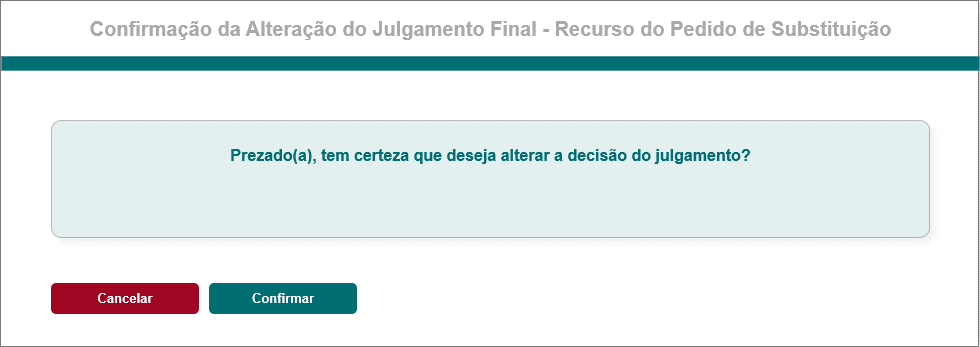 Confirmação da Alteração do Julgamento Final - Recurso do Pedido de Substituição
Prezado(a), tem certeza que deseja alterar a decisão do julgamento?
Cancelar
Confirmar